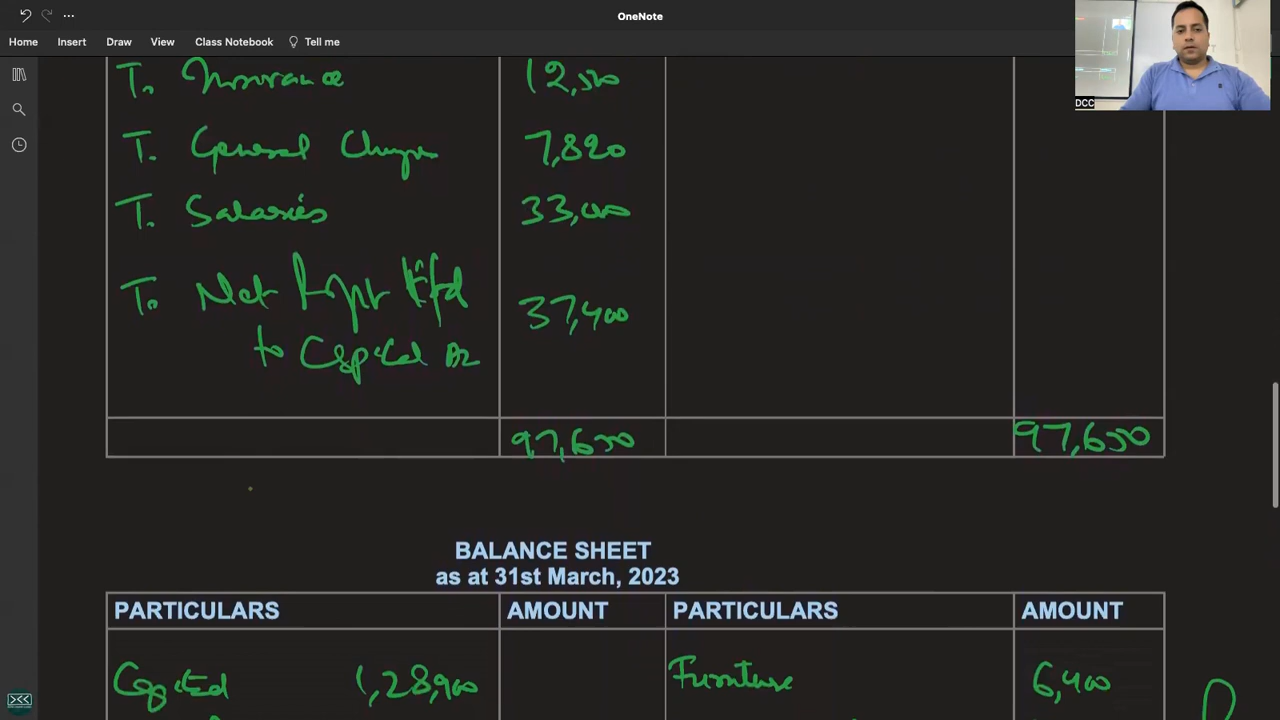 OneNote
Home Insert Draw View Class Notebook Tell me
DCC
To Insurance 12,500
To General Charges 7,820
To Salaries 33,000
To Net Profit tfd 37,400
to Capital A/c
97,650 97,650
BALANCE SHEET
as at 31st March, 2023
PARTICULARS AMOUNT PARTICULARS AMOUNT
Capital 1,28,900 Furniture 6,400